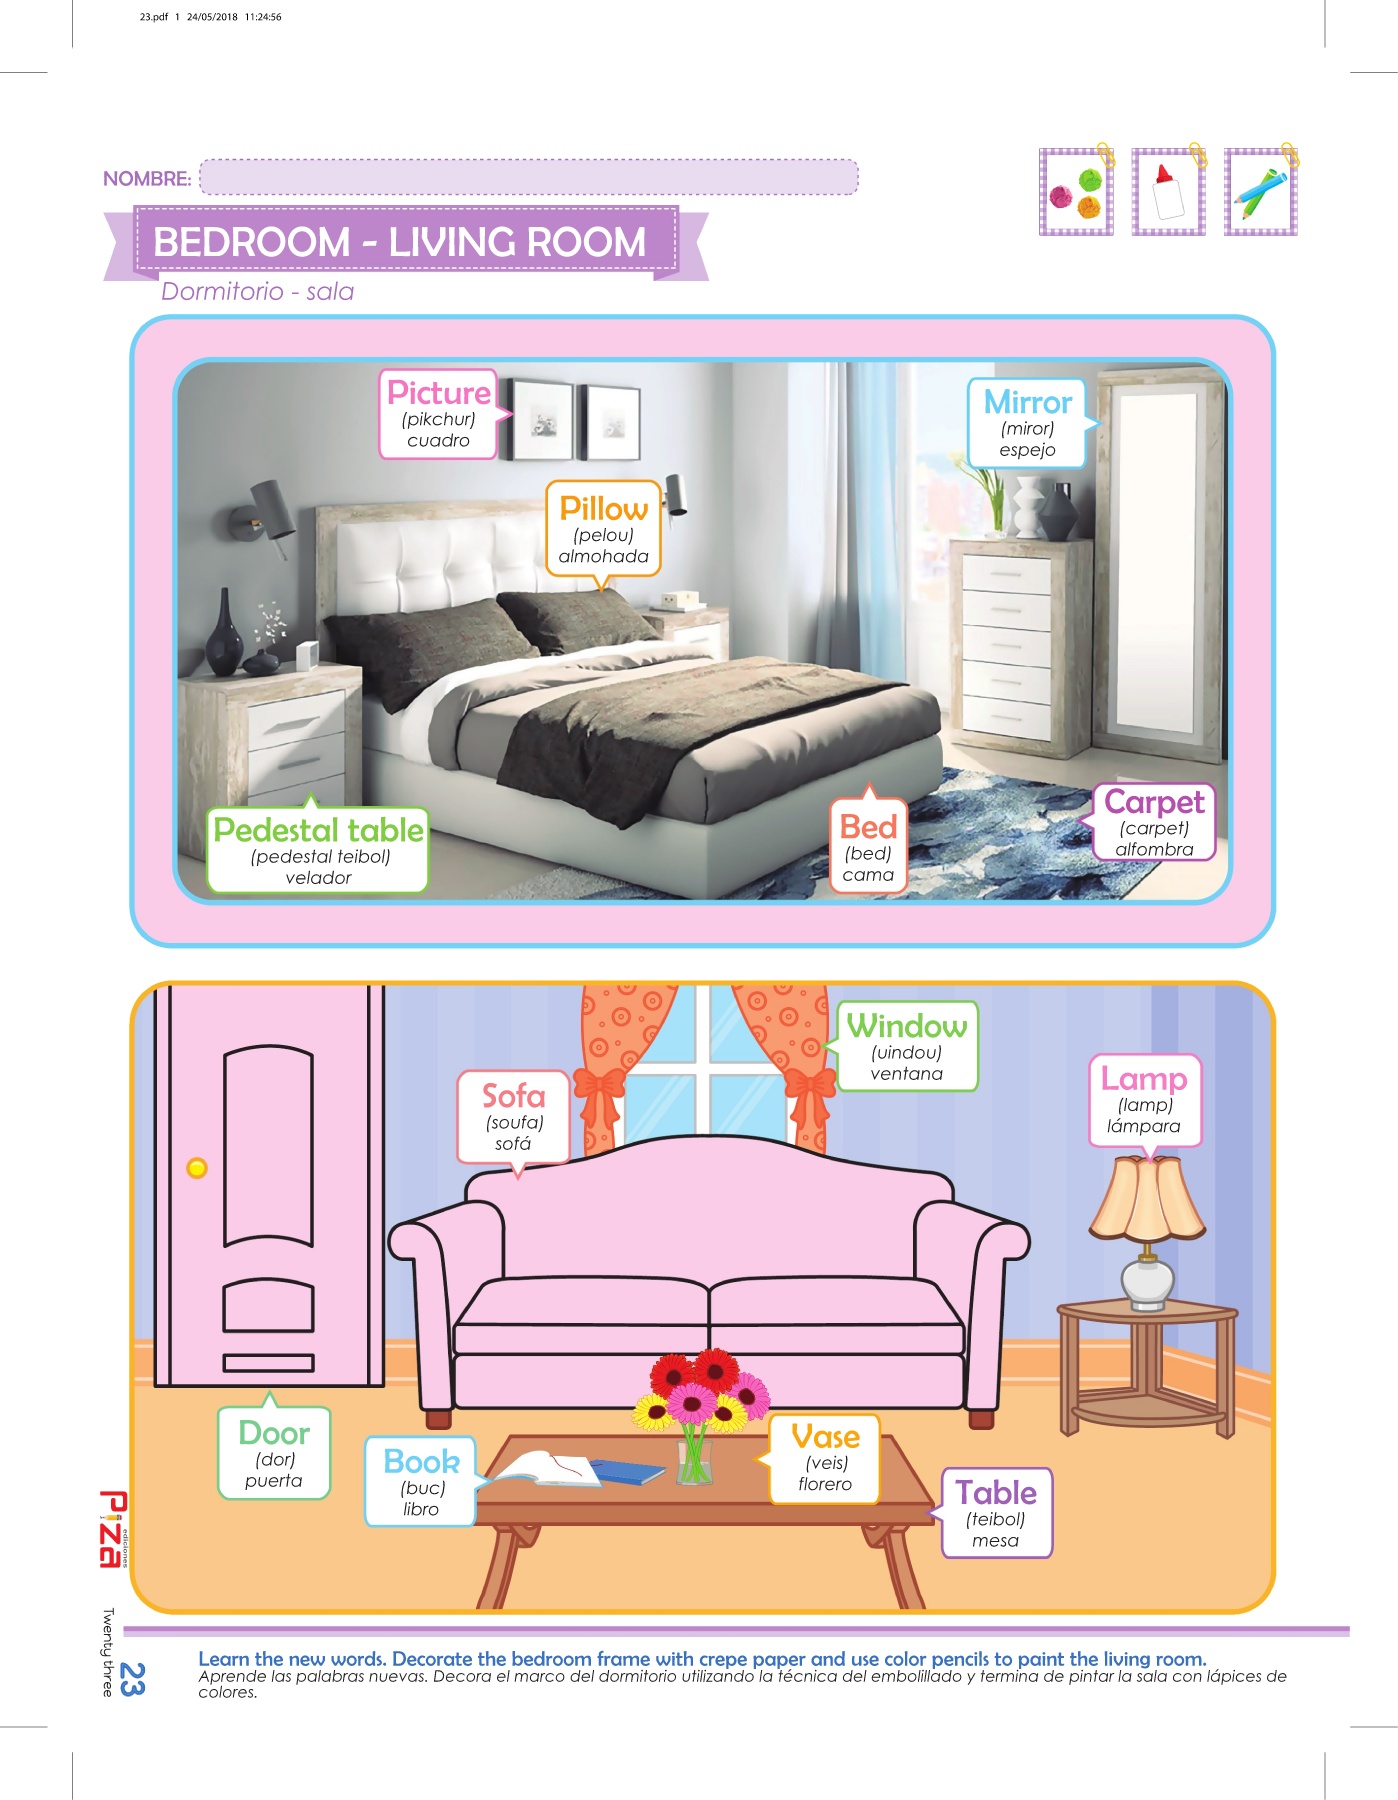 23.pdf 1 24/05/2018 11:24:56
NOMBRE:
BEDROOM - LIVING ROOM
Dormitorio - sala
Picture
(pikchur)
cuadro
Mirror
(miror)
espejo
Pillow
(pelou)
almohada
Pedestal table
(pedestal teibol)
velador
Bed
(bed)
cama
Carpet
(carpet)
alfombra
Window
(uindou)
ventana
Sofa
(soufa)
sofá
Lamp
(lamp)
lámpara
Door
(dor)
puerta
Book
(buc)
libro
Vase
(veis)
florero
Table
(teibol)
mesa
Piza
ediciones
Twenty three
23
Learn the new words. Decorate the bedroom frame with crepe paper and use color pencils to paint the living room.
Aprende las palabras nuevas. Decora el marco del dormitorio utilizando la técnica del embolillado y termina de pintar la sala con lápices de
colores.